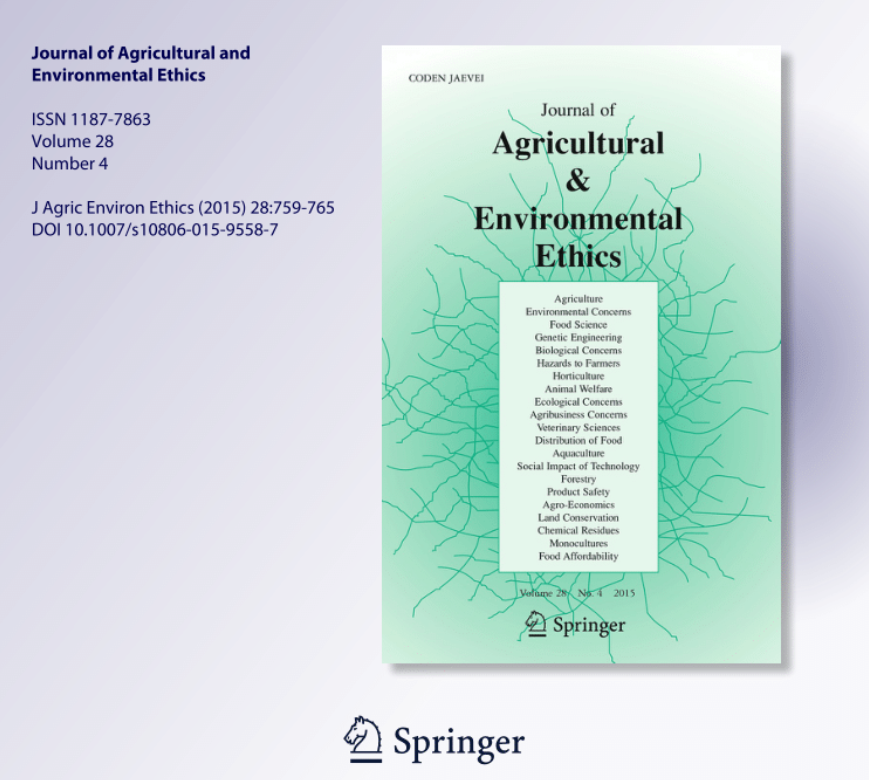 Journal of Agricultural and
Environmental Ethics
ISSN 1187-7863
Volume 28
Number 4
J Agric Environ Ethics (2015) 28:759-765
DOI 10.1007/s10806-015-9558-7
CODEN JAEVEI
Journal of
Agricultural
&
Environmental
Ethics
Agriculture
Environmental Concerns
Food Science
Genetic Engineering
Biological Concerns
Hazards to Farmers
Horticulture
Animal Welfare
Ecological Concerns
Agribusiness Concerns
Veterinary Sciences
Distribution of Food
Aquaculture
Social Impact of Technology
Forestry
Product Safety
Agro-Economics
Land Conservation
Chemical Residues
Monocultures
Food Affordability
Volume 28 No. 4 2015
Springer
Springer